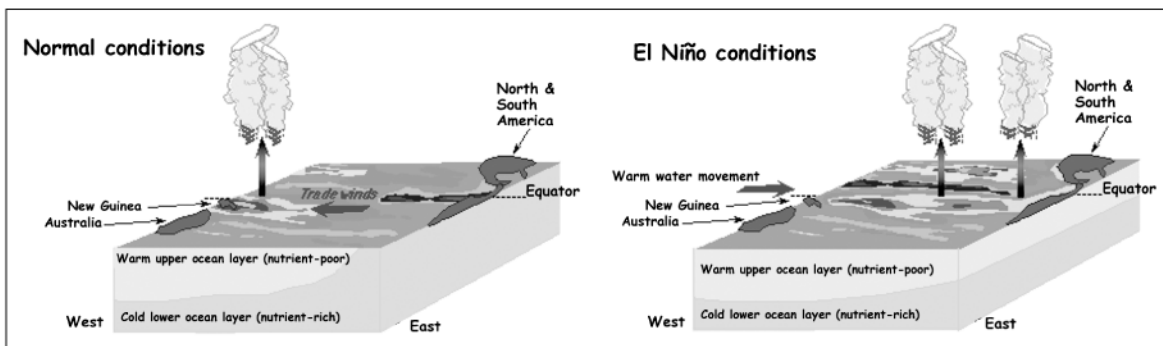 Normal conditions
North &
South
America
Trade winds
Equator
New Guinea
Australia
Warm upper ocean layer (nutrient-poor)
Cold lower ocean layer (nutrient-rich)
West
East
El Niño conditions
North &
South
America
Warm water movement
Equator
New Guinea
Australia
Warm upper ocean layer (nutrient-poor)
Cold lower ocean layer (nutrient-rich)
West
East